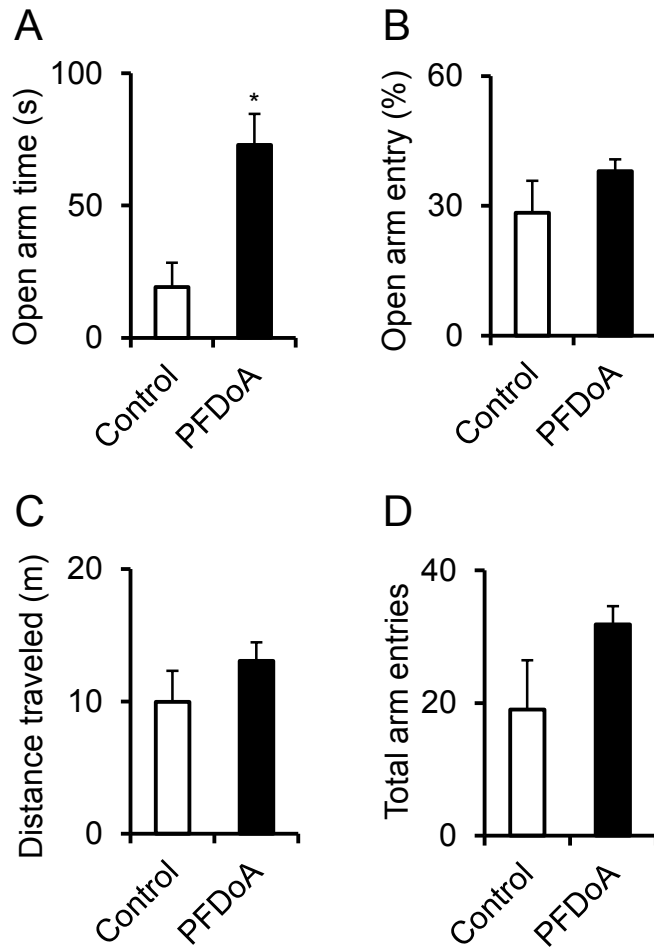 A
Open arm time (s)
100
50
0
*
Control
PFDoA
B
Open arm entry (%)
60
30
0
Control
PFDoA
C
Distance traveled (m)
20
10
0
Control
PFDoA
D
Total arm entries
40
20
0
Control
PFDoA